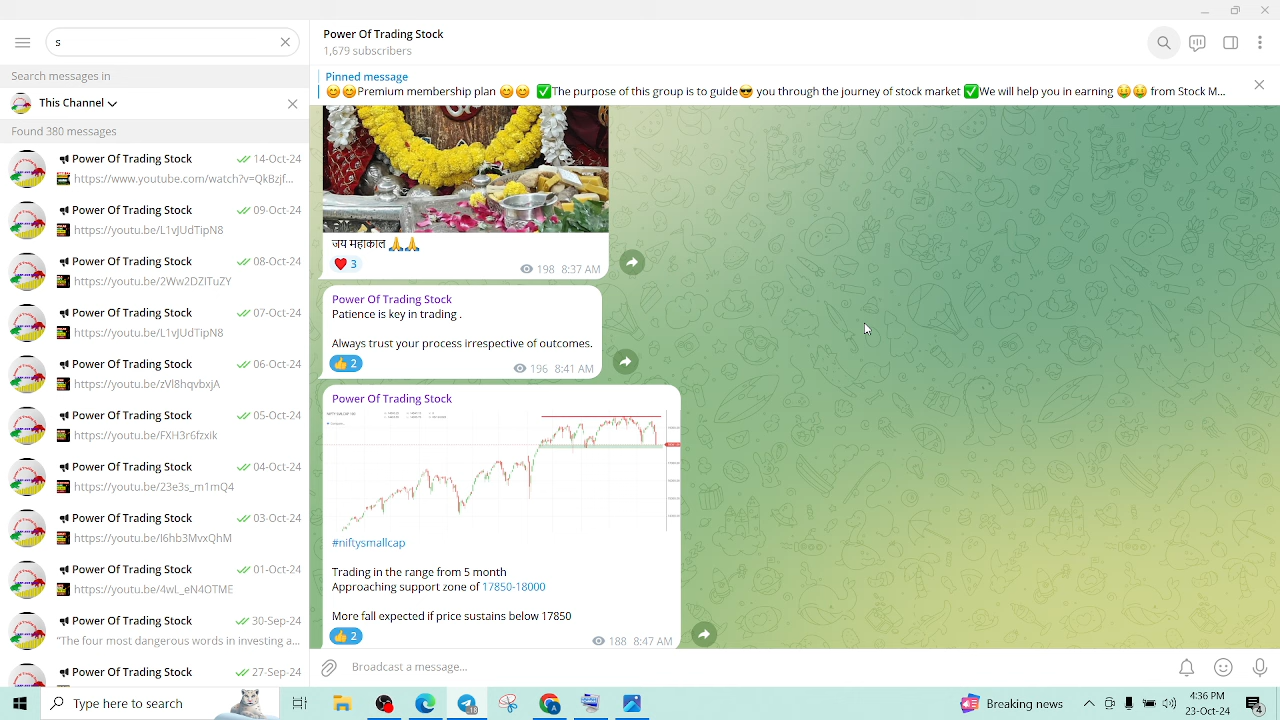 s
Search messages in
This Channel
Found 380 messages
Power Of Trading Stock 14-Oct-24
https://www.youtube.com/watch?v=QkBzjf...
Power Of Trading Stock 09-Oct-24
https://youtu.be/L1vJUdTipN8
Power Of Trading Stock 08-Oct-24
https://youtu.be/2Ww2DZITuZY
Power Of Trading Stock 07-Oct-24
https://youtu.be/L1vJUdTipN8
Power Of Trading Stock 06-Oct-24
https://youtu.be/zVl8hqvbxjA
Power Of Trading Stock 05-Oct-24
https://youtu.be/FXH3r6fzxik
Power Of Trading Stock 04-Oct-24
https://youtu.be/23e3s_m1mQ4
Power Of Trading Stock 03-Oct-24
https://youtu.be/I6hb3MvxQhM
Power Of Trading Stock 01-Oct-24
https://youtu.be/4wL_eN4OTME
Power Of Trading Stock 30-Sep-24
"The four most dangerous words in investing a...
Power Of Trading Stock 27-Sep-24
Power Of Trading Stock
1,679 subscribers
Pinned message
😊😊Premium membership plan 😊😊 ✅The purpose of this group is to guide😎 you through the journey of stock market ✅We will help you in earning 🤑🤑 from Stock M...
जय महाकाल 🙏🙏
❤️ 3
198 8:37 AM
Power Of Trading Stock
Patience is key in trading .
Always trust your process irrespective of outcomes.
👍 2
196 8:41 AM
Power Of Trading Stock
#niftysmallcap
Trading in the range from 5 month
Approaching support zone of 17850-18000
More fall expected if price sustains below 17850
👍 2
188 8:47 AM
Broadcast a message...
Type here to search
18
Breaking news
4:36 PM
23-Oct-24
4